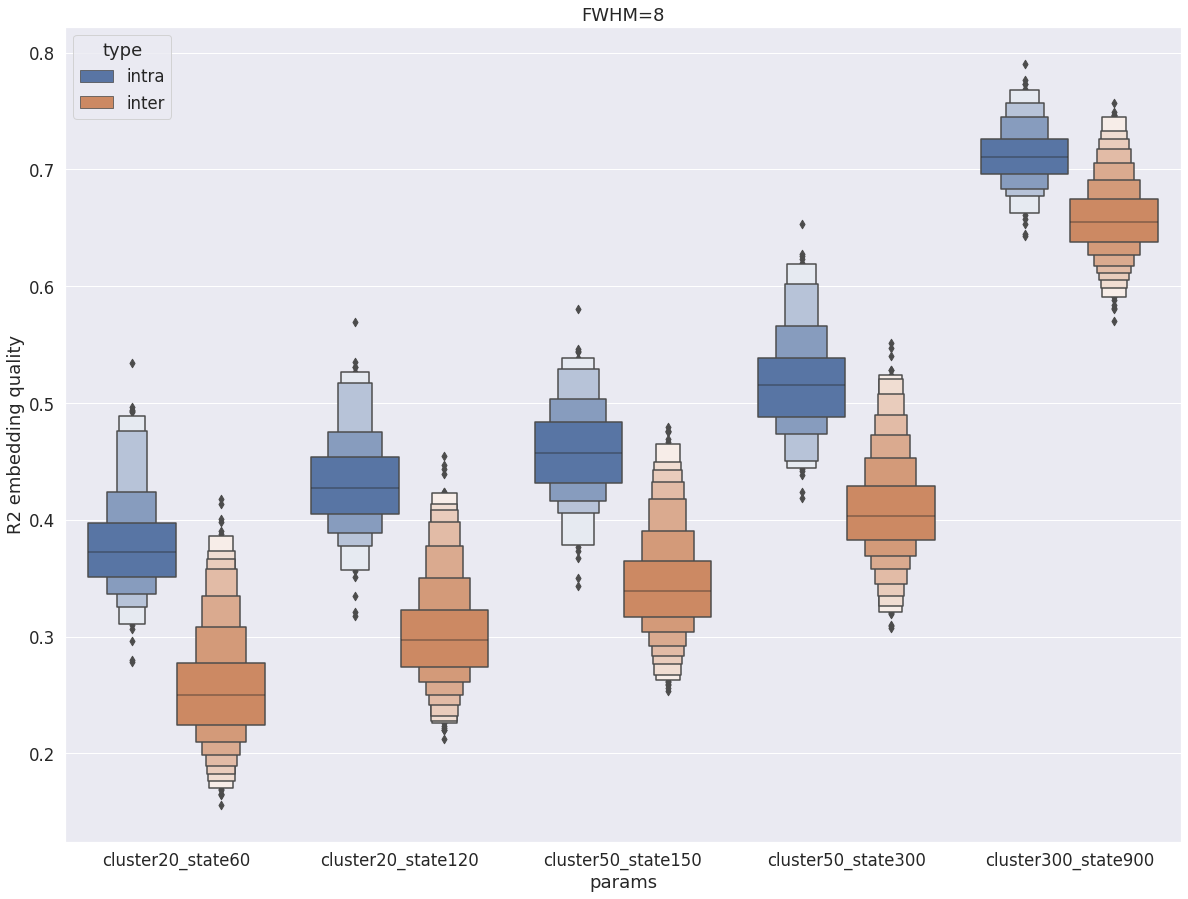 FWHM=8
type
intra
inter
R2 embedding quality
0.8
0.7
0.6
0.5
0.4
0.3
0.2
cluster20_state60
cluster20_state120
cluster50_state150
cluster50_state300
cluster300_state900
params